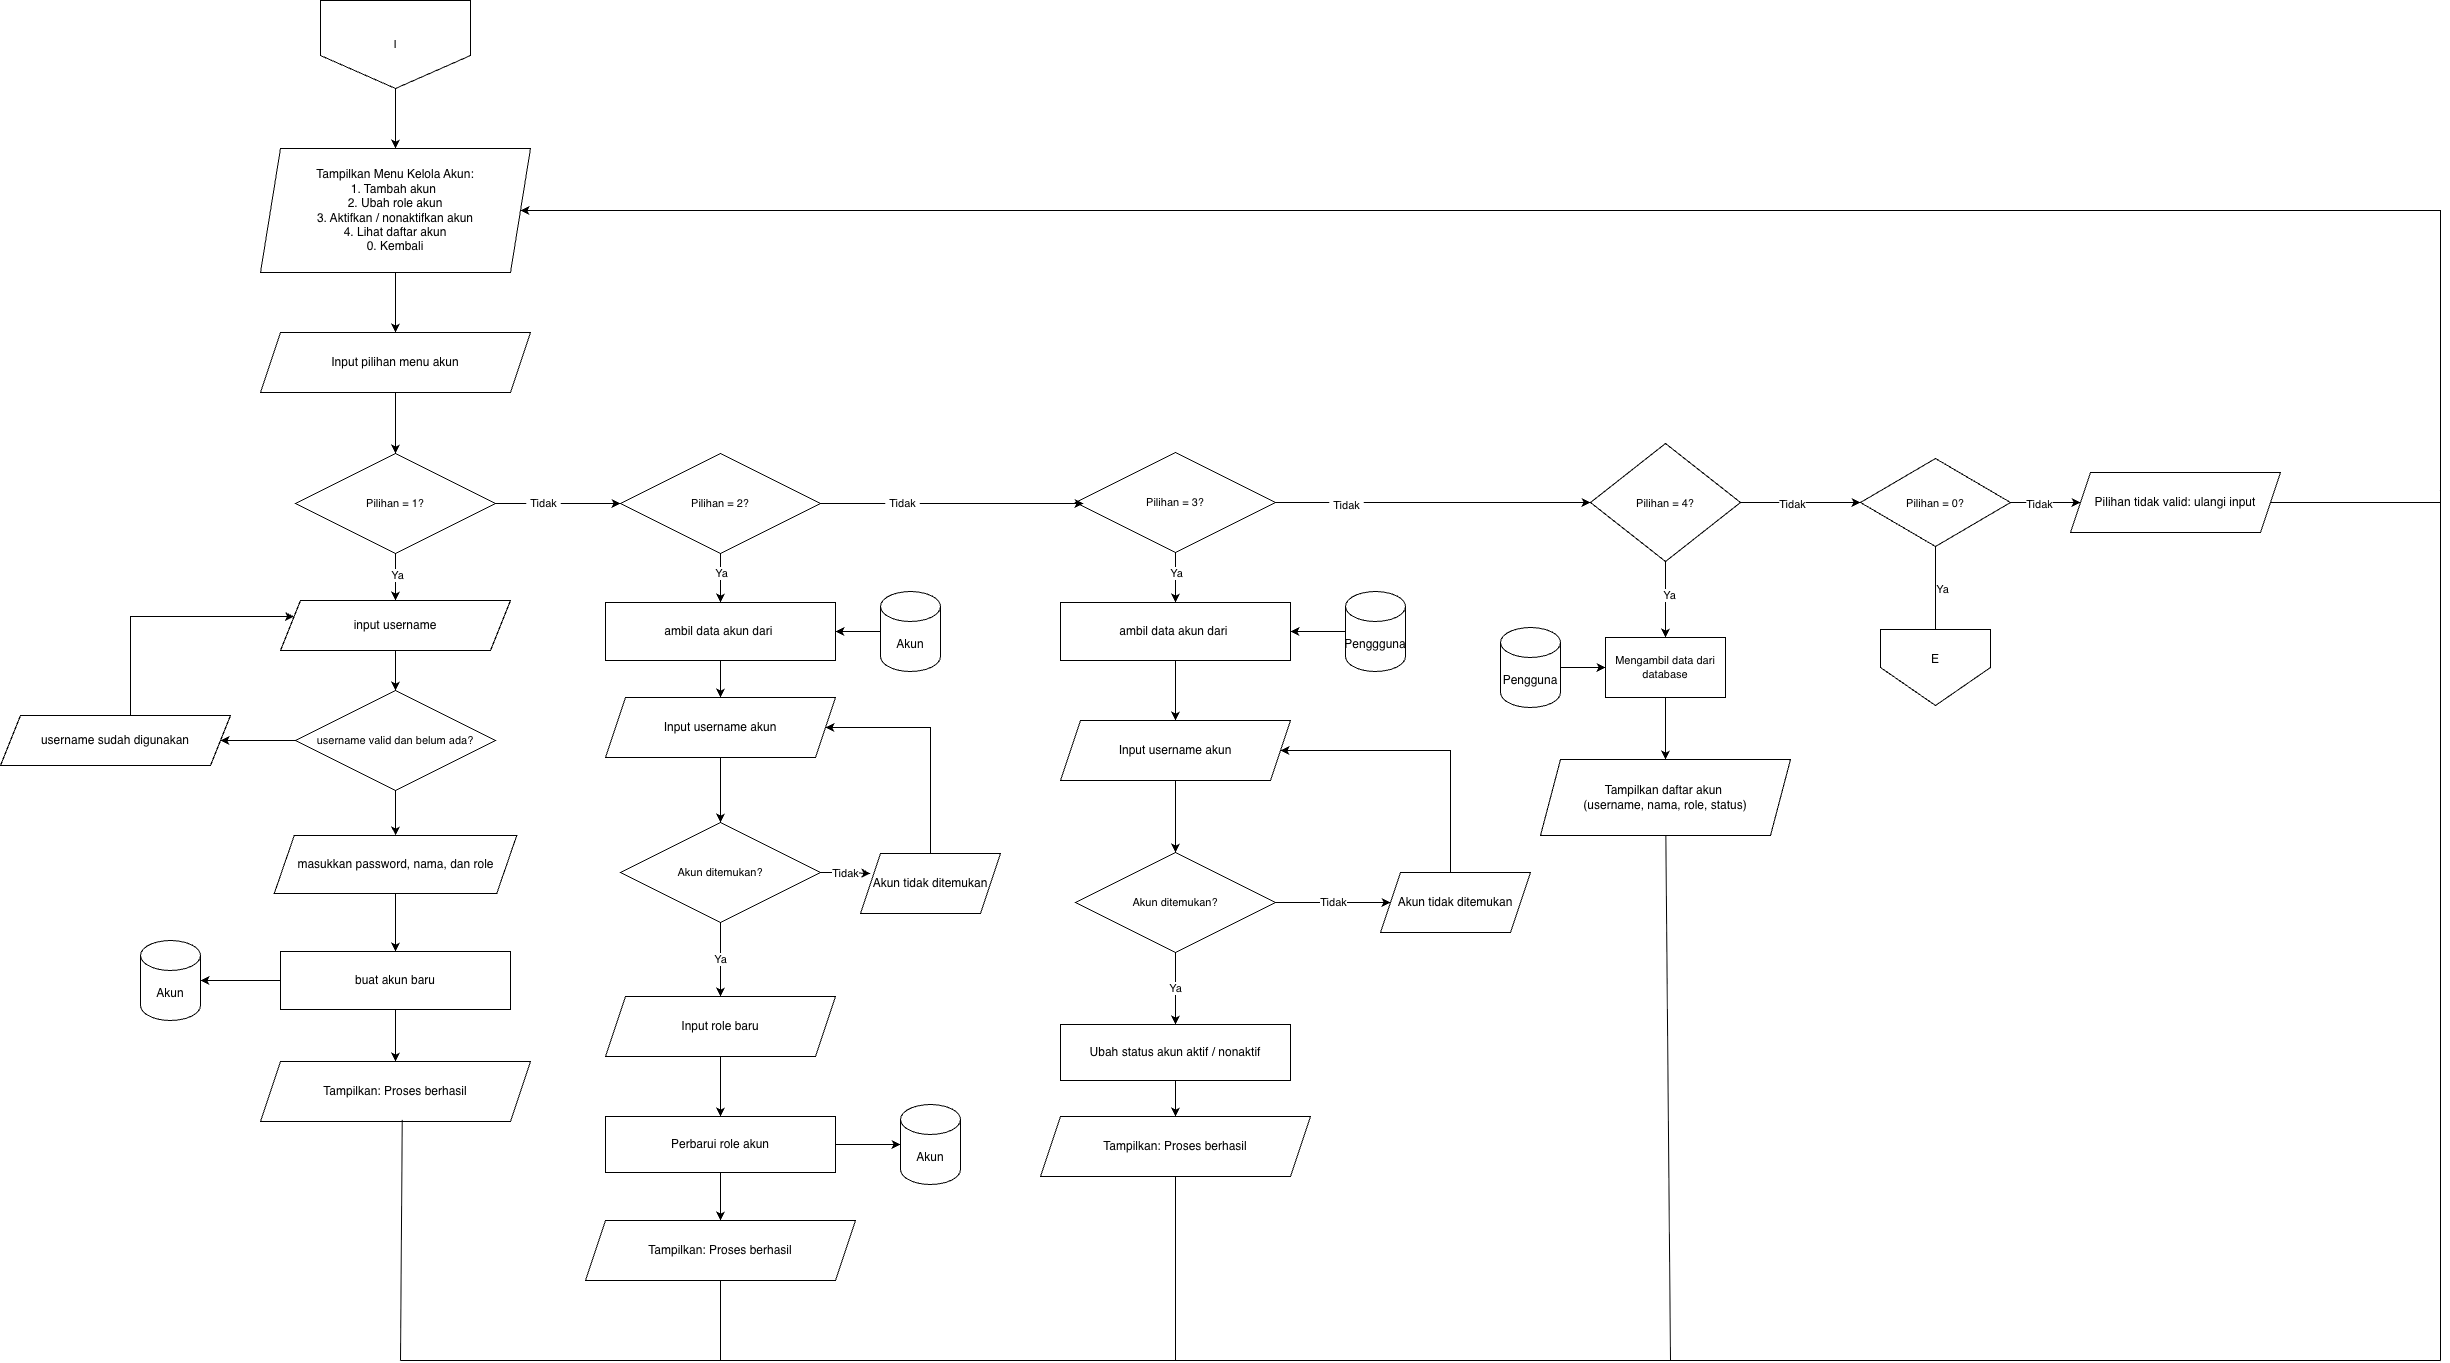 I
Tampilkan Menu Kelola Akun:
1. Tambah akun
2. Ubah role akun
3. Aktifkan / nonaktifkan akun
4. Lihat daftar akun
0. Kembali
Input pilihan menu akun
Pilihan = 1?
Tidak
Pilihan = 2?
Tidak
Pilihan = 3?
Tidak
Pilihan = 4?
Tidak
Pilihan = 0?
Tidak
Pilihan tidak valid: ulangi input
Ya
Ya
Ya
Ya
Ya
input username
username valid dan belum ada?
username sudah digunakan
masukkan password, nama, dan role
buat akun baru
Akun
Tampilkan: Proses berhasil
ambil data akun dari
Akun
Input username akun
Akun ditemukan?
Tidak
Akun tidak ditemukan
Ya
Input role baru
Perbarui role akun
Akun
Tampilkan: Proses berhasil
ambil data akun dari
Penggguna
Input username akun
Akun ditemukan?
Tidak
Akun tidak ditemukan
Ya
Ubah status akun aktif / nonaktif
Tampilkan: Proses berhasil
Pengguna
Mengambil data dari
database
Tampilkan daftar akun
(username, nama, role, status)
E